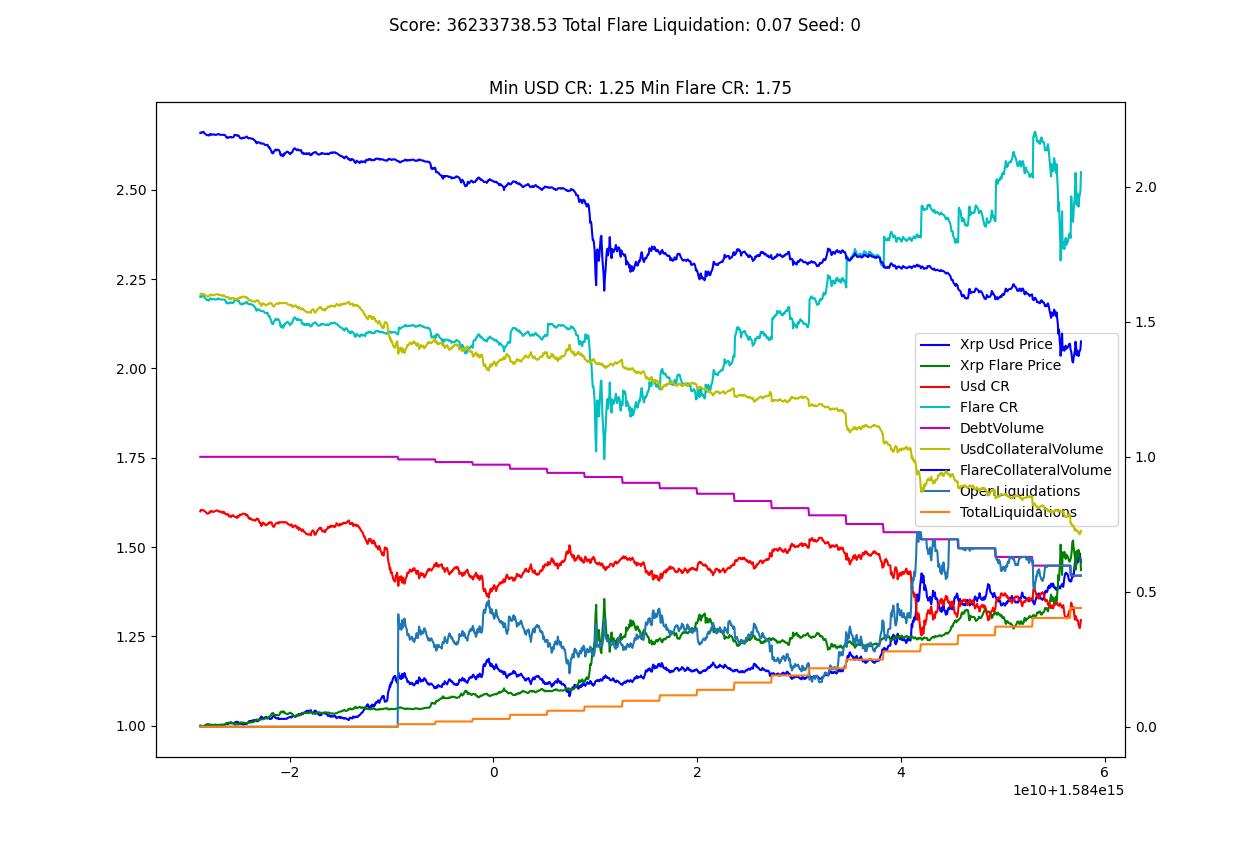 Score: 36233738.53 Total Flare Liquidation: 0.07 Seed: 0
Min USD CR: 1.25 Min Flare CR: 1.75
2.50
2.25
2.00
1.75
1.50
1.25
1.00
2.0
1.5
1.0
0.5
0.0
Xrp Usd Price
Xrp Flare Price
Usd CR
Flare CR
DebtVolume
UsdCollateralVolume
FlareCollateralVolume
OpenLiquidations
TotalLiquidations
−2
0
2
4
6
1e10+1.584e15